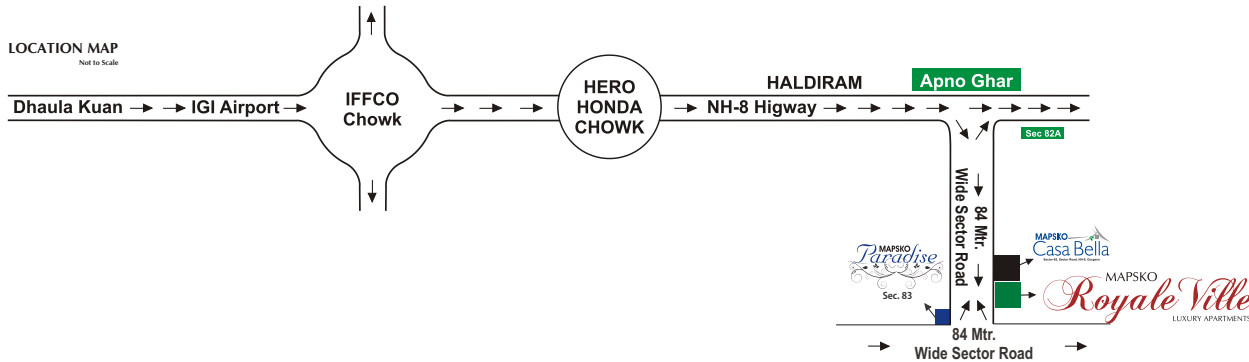 LOCATION MAP
Not to Scale
Dhaula Kuan
IGI Airport
IFFCO
Chowk
HERO
HONDA
CHOWK
HALDIRAM
NH-8 Higway
Apno Ghar
Sec 82A
84 Mtr.
Wide Sector Road
MAPSKO
Paradise
Sec. 83
MAPSKO
Casa Bella
MAPSKO
Royale Ville
LUXURY APARTMENTS
84 Mtr.
Wide Sector Road